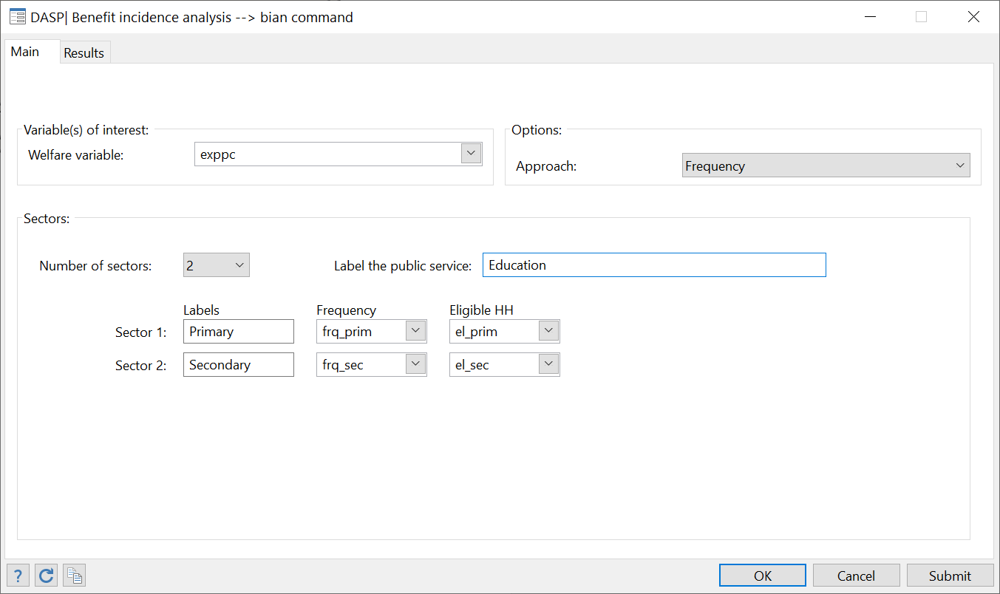 DASP| Benefit incidence analysis --> bian command
Main Results
Variable(s) of interest:
Welfare variable: exppc
Options:
Approach: Frequency
Sectors:
Number of sectors: 2 Label the public service: Education
Labels Frequency Eligible HH
Sector 1: Primary frq_prim el_prim
Sector 2: Secondary frq_sec el_sec
? OK Cancel Submit